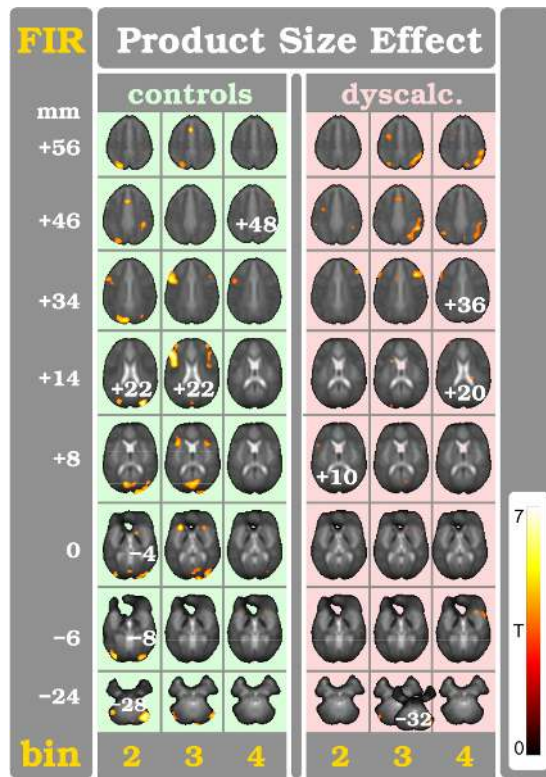 FIR Product Size Effect
controls dyscalc.
mm
+56
+46 +48
+34 +36
+14 +22 +22 +20
+8 +10
0 −4
−6 −8
−24 −28 −32
bin 2 3 4 2 3 4
7
T
0